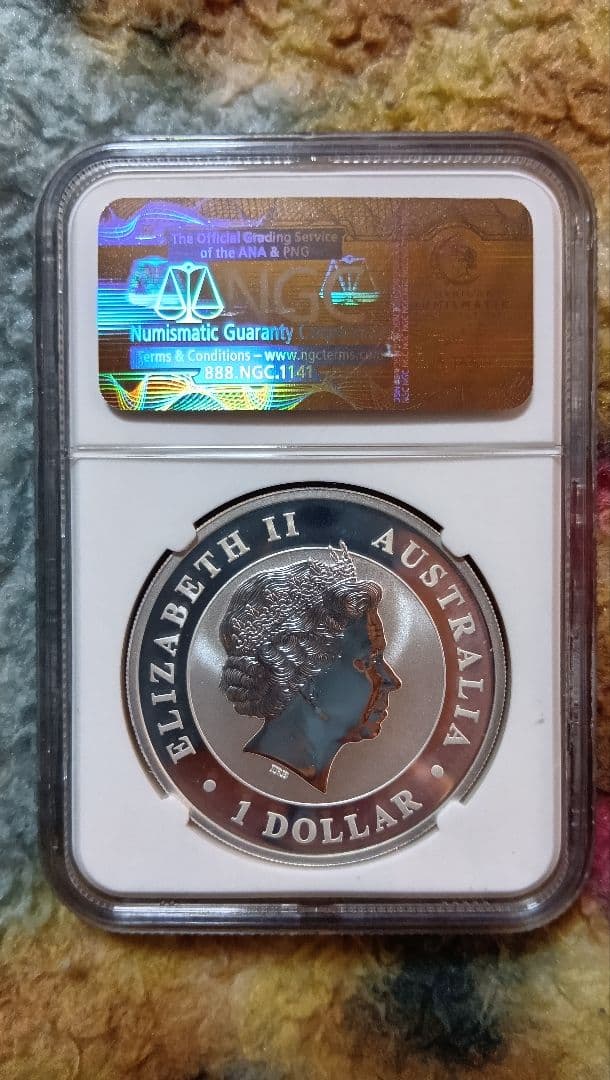 The Official Grading Service
of the ANA & PNG
NGC
Numismatic Guaranty
Terms & Conditions – www.ngcterms.com
888.NGC.1141
ELIZABETH II AUSTRALIA
IRB
• 1 DOLLAR •